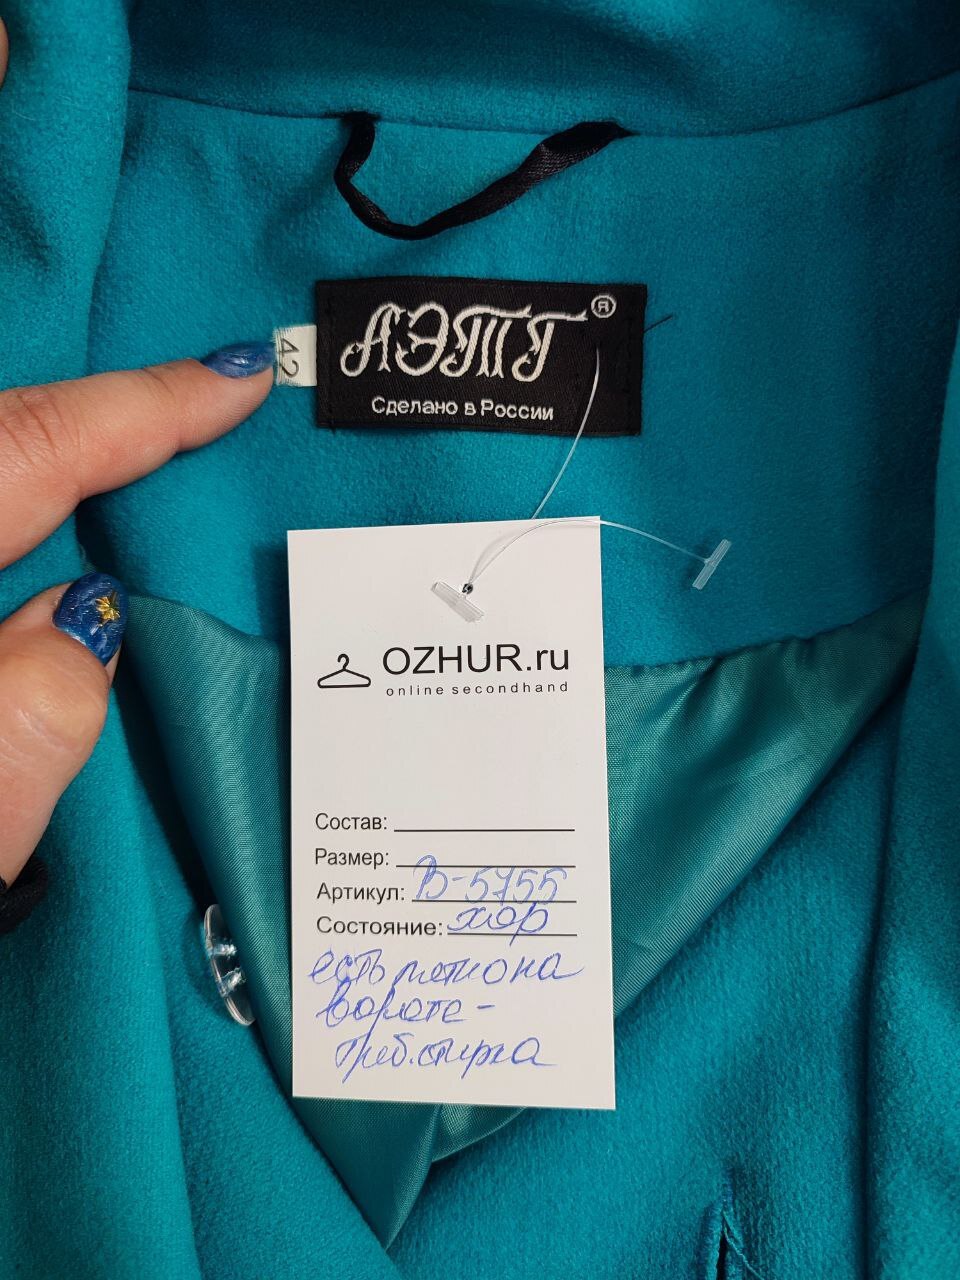 АЭТГ ®
42
Сделано в России
OZHUR.ru
online secondhand
Состав:
Размер:
Артикул: В-5755
Состояние: хор
есть пятно на
вороте -
треб. стирка